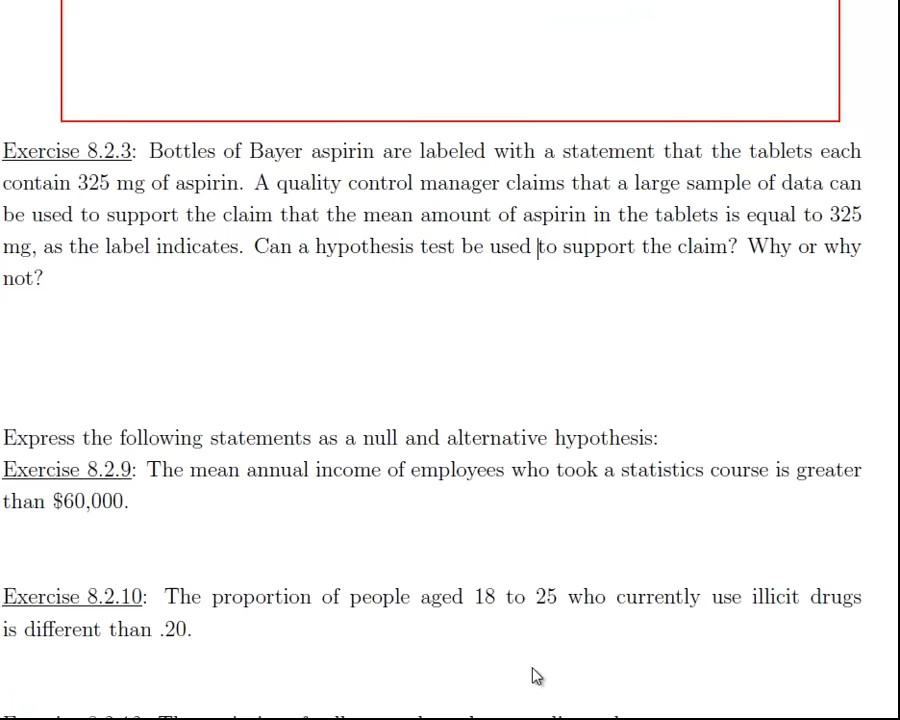 Exercise 8.2.3: Bottles of Bayer aspirin are labeled with a statement that the tablets each
contain 325 mg of aspirin. A quality control manager claims that a large sample of data can
be used to support the claim that the mean amount of aspirin in the tablets is equal to 325
mg, as the label indicates. Can a hypothesis test be used to support the claim? Why or why
not?
Express the following statements as a null and alternative hypothesis:
Exercise 8.2.9: The mean annual income of employees who took a statistics course is greater
than $60,000.
Exercise 8.2.10: The proportion of people aged 18 to 25 who currently use illicit drugs
is different than .20.